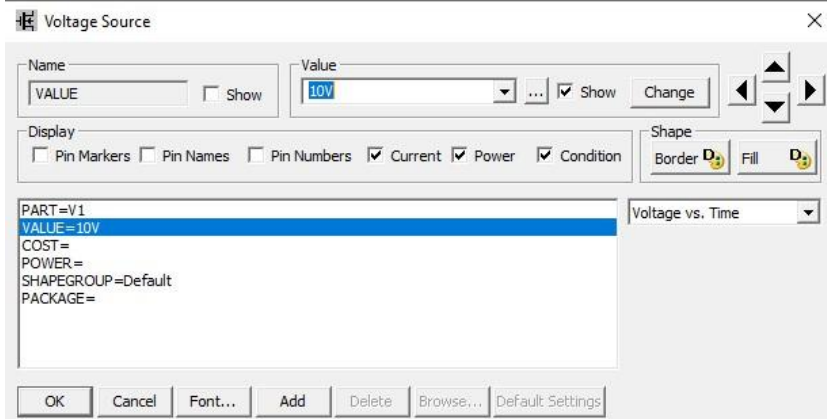 Voltage Source
Name
VALUE
Show
Value
10V
...
Show
Change
Display
Pin Markers
Pin Names
Pin Numbers
Current
Power
Condition
Shape
Border
Fill
PART=V1
VALUE=10V
COST=
POWER=
SHAPEGROUP=Default
PACKAGE=
Voltage vs. Time
OK
Cancel
Font...
Add
Delete
Browse...
Default Settings